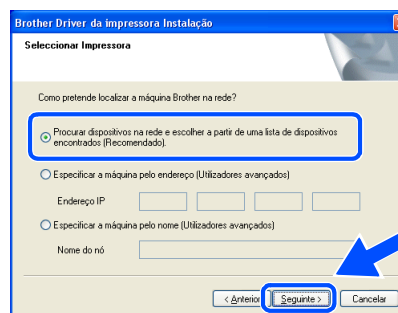 Brother Driver da impressora Instalação
Seleccionar Impressora
Como pretende localizar a máquina Brother na rede?
Procurar dispositivos na rede e escolher a partir de uma lista de dispositivos
encontrados (Recomendado).
Especificar a máquina pelo endereço (Utilizadores avançados)
Endereço IP
Especificar a máquina pelo nome (Utilizadores avançados)
Nome do nó
< Anterior Seguinte > Cancelar